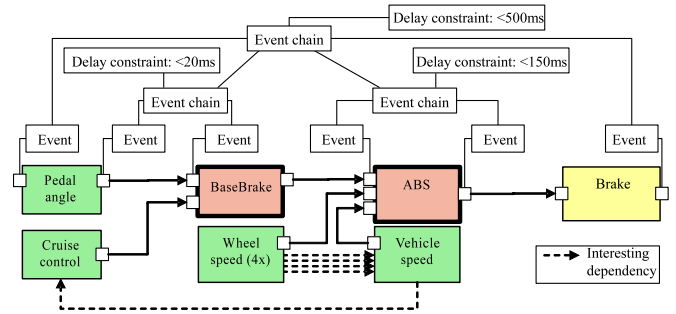 Delay constraint: <500ms
Event chain
Delay constraint: <20ms
Delay constraint: <150ms
Event chain
Event chain
Event
Event
Event
Event
Event
Event
Pedal
angle
BaseBrake
ABS
Brake
Cruise
control
Wheel
speed (4x)
Vehicle
speed
Interesting
dependency